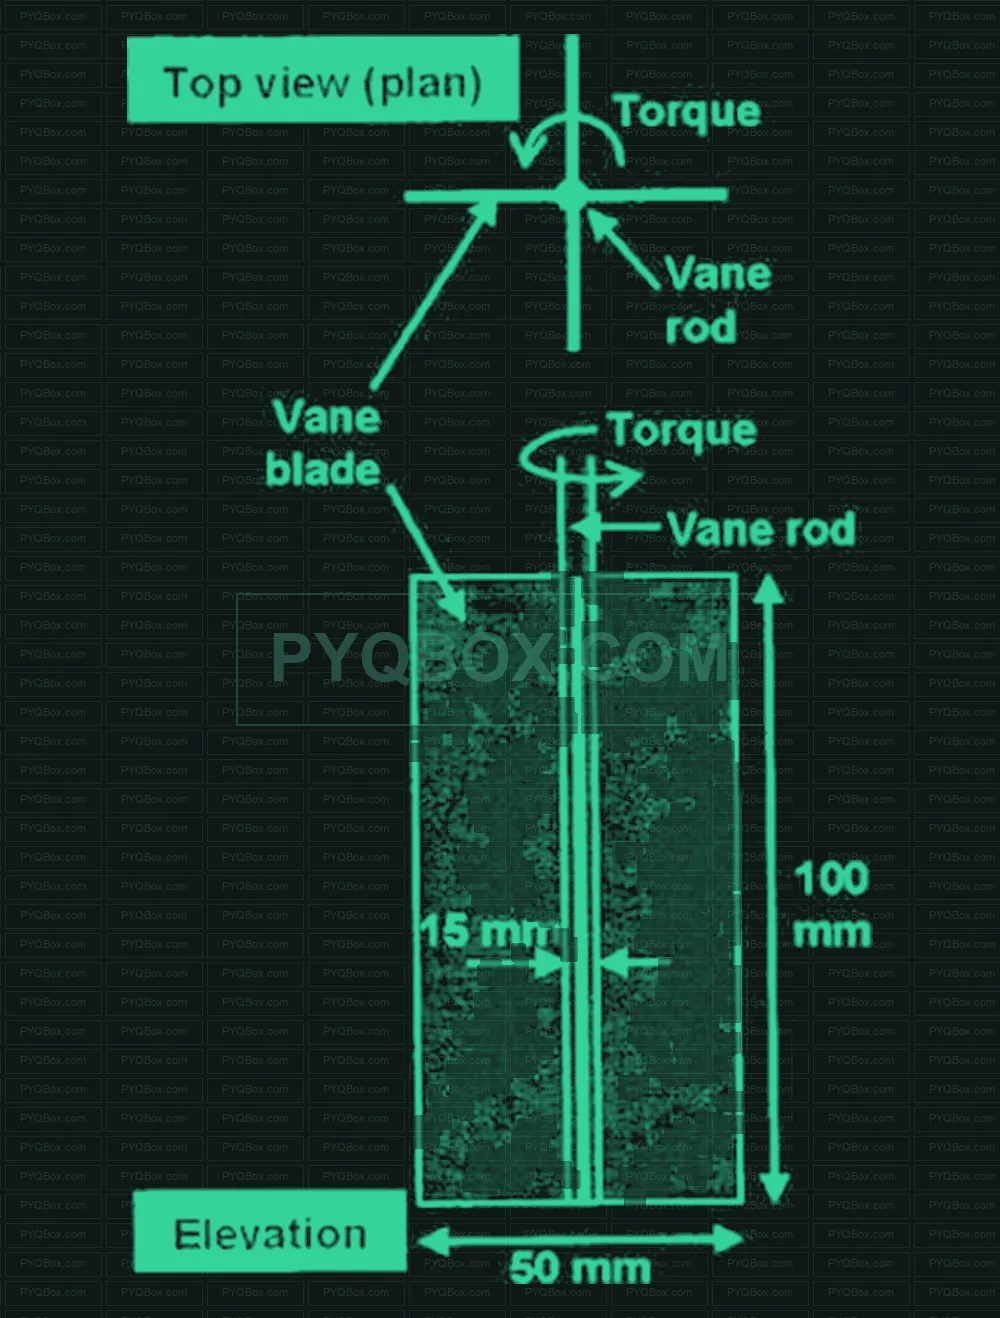 Top view (plan)
Torque
Vane
rod
Vane
blade
Torque
Vane rod
PYQBOX.COM
100
mm
15 mm
Elevation
50 mm